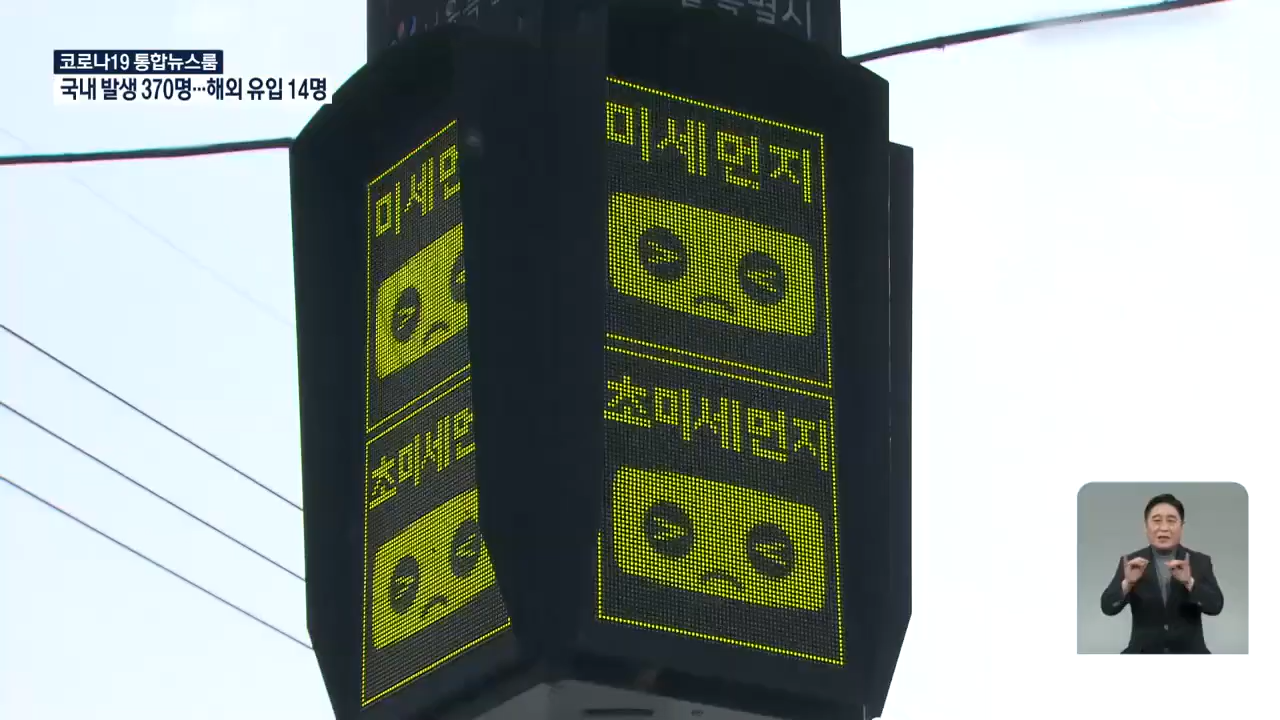 코로나19 통합뉴스룸
국내 발생 370명…해외 유입 14명
미세먼지
초미세먼지
미세먼
초미세먼